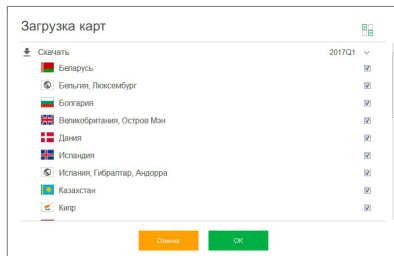 Загрузка карт
Скачать 2017Q1
Беларусь
Бельгия, Люксембург
Болгария
Великобритания, Остров Мэн
Дания
Исландия
Испания, Гибралтар, Андорра
Казахстан
Кипр
Отмена OK